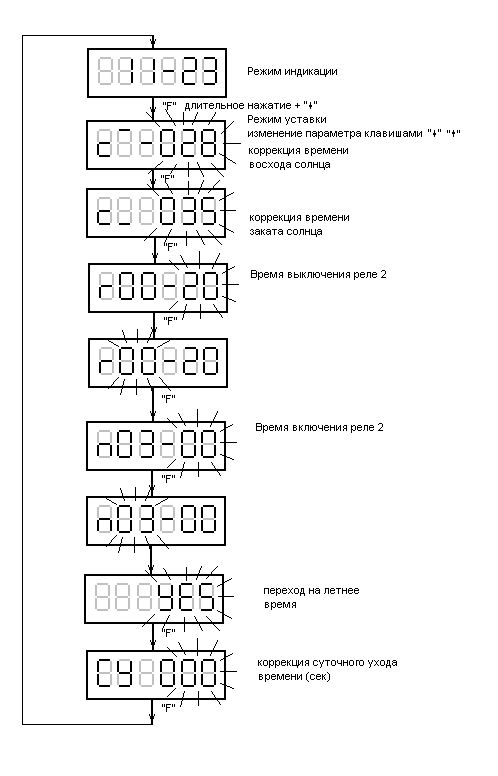 11-23
Режим индикации
"F" длительное нажатие + "♦"
Режим уставки
изменение параметра клавишами "♦" "♦"
c¯-028
коррекция времени
восхода солнца
"F"
c_ 035
коррекция времени
заката солнца
"F"
r00-20
Время выключения реле 2
"F"
r00-20
"F"
n03-00
Время включения реле 2
"F"
n03-00
YES
переход на летнее
время
"F"
C4 000
коррекция суточного ухода
времени (сек)
"F"